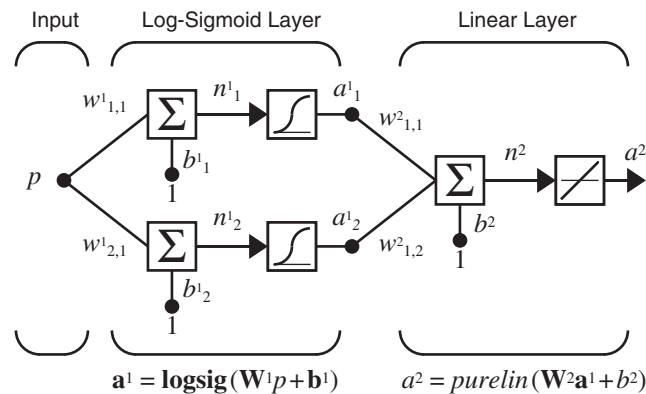 Input Log-Sigmoid Layer Linear Layer
w¹₁,₁ n¹₁ a¹₁ w²₁,₁
Σ
b¹₁
1
p n² a²
Σ
w¹₂,₁ n¹₂ a¹₂ w²₁,₂ b²
Σ
1
b¹₂
1
a¹ = logsig(W¹p+b¹) a² = purelin(W²a¹+b²)